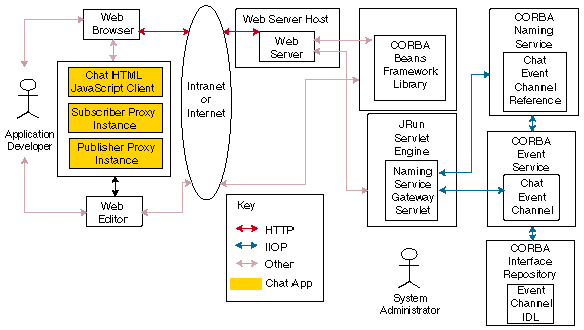 Web
Browser
Chat HTML
JavaScript Client
Subscriber Proxy
Instance
Publisher Proxy
Instance
Application
Developer
Web
Editor
Intranet
or
Internet
Web Server Host
Web
Server
CORBA
Beans
Framework
Library
JRun
Servlet
Engine
Naming
Service
Gateway
Servlet
CORBA
Naming
Service
Chat
Event
Channel
Reference
CORBA
Event
Service
Chat
Event
Channel
CORBA
Interface
Repository
Event
Channel
IDL
System
Administrator
Key
HTTP
IIOP
Other
Chat App